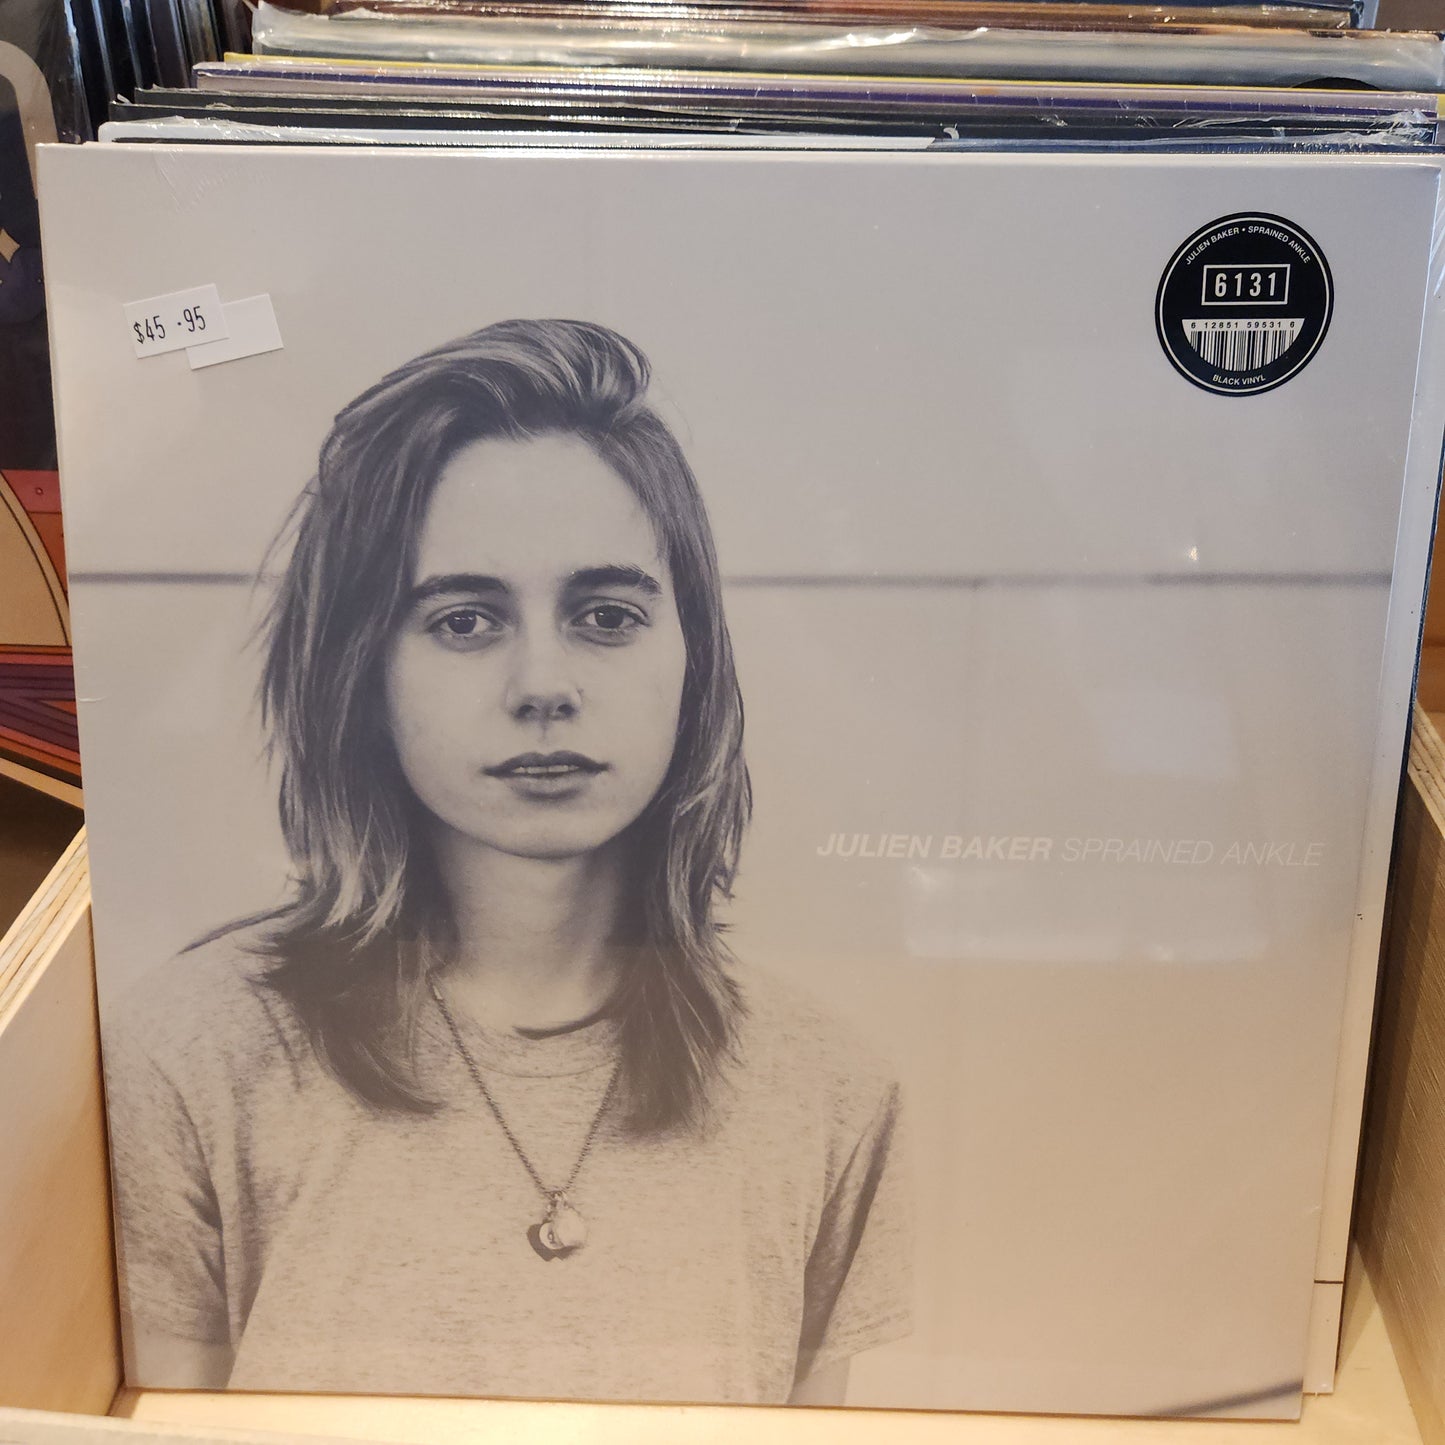 JULIEN BAKER • SPRAINED ANKLE
6131
6 12851 59531 6
BLACK VINYL
$45.95
JULIEN BAKER SPRAINED ANKLE